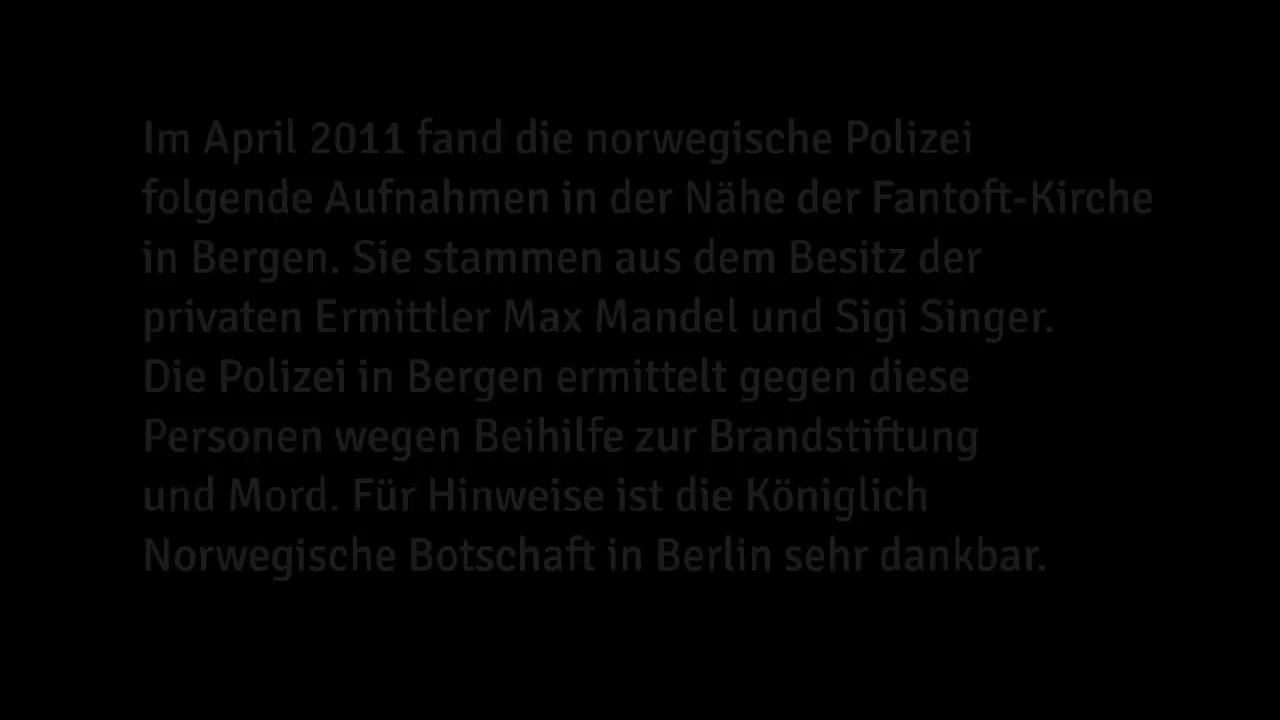 Im April 2011 fand die norwegische Polizei
folgende Aufnahmen in der Nähe der Fantoft-Kirche
in Bergen. Sie stammen aus dem Besitz der
privaten Ermittler Max Mandel und Sigi Singer.
Die Polizei in Bergen ermittelt gegen diese
Personen wegen Beihilfe zur Brandstiftung
und Mord. Für Hinweise ist die Königlich
Norwegische Botschaft in Berlin sehr dankbar.